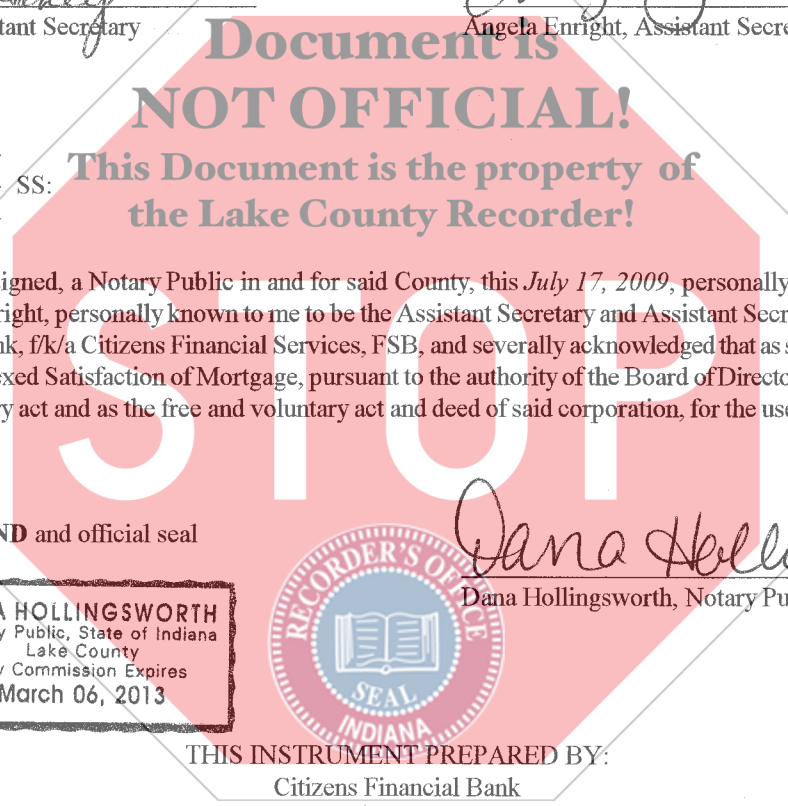 tant Secretary
Angela Enright, Assistant Secre
Document is
NOT OFFICIAL!
This Document is the property of
SS:
the Lake County Recorder!
igned, a Notary Public in and for said County, this July 17, 2009, personally
right, personally known to me to be the Assistant Secretary and Assistant Secr
nk, f/k/a Citizens Financial Services, FSB, and severally acknowledged that as s
exed Satisfaction of Mortgage, pursuant to the authority of the Board of Directo
ry act and as the free and voluntary act and deed of said corporation, for the use
STOP
ND and official seal
Dana Hollo
Dana Hollingsworth, Notary Pu
A HOLLINGSWORTH
y Public, State of Indiana
Lake County
y Commission Expires
March 06, 2013
RECORDER'S OFFICE
SEAL
INDIANA
THIS INSTRUMENT PREPARED BY:
Citizens Financial Bank